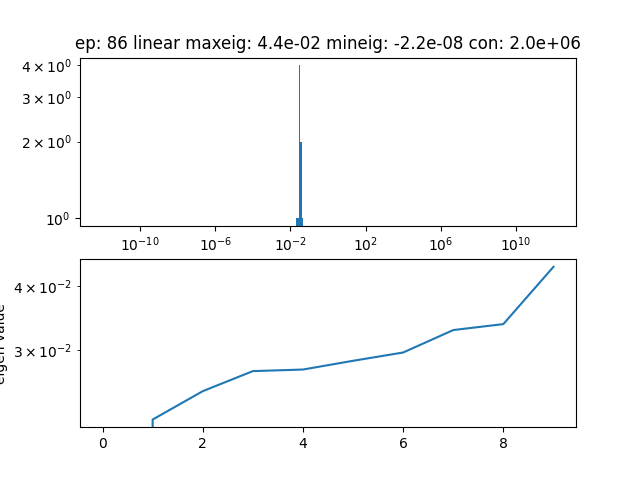 ep: 86 linear maxeig: 4.4e-02 mineig: -2.2e-08 con: 2.0e+06
4 × 10⁰
3 × 10⁰
2 × 10⁰
10⁰
10⁻¹⁰ 10⁻⁶ 10⁻² 10² 10⁶ 10¹⁰
4 × 10⁻²
3 × 10⁻²
eigen value
0 2 4 6 8